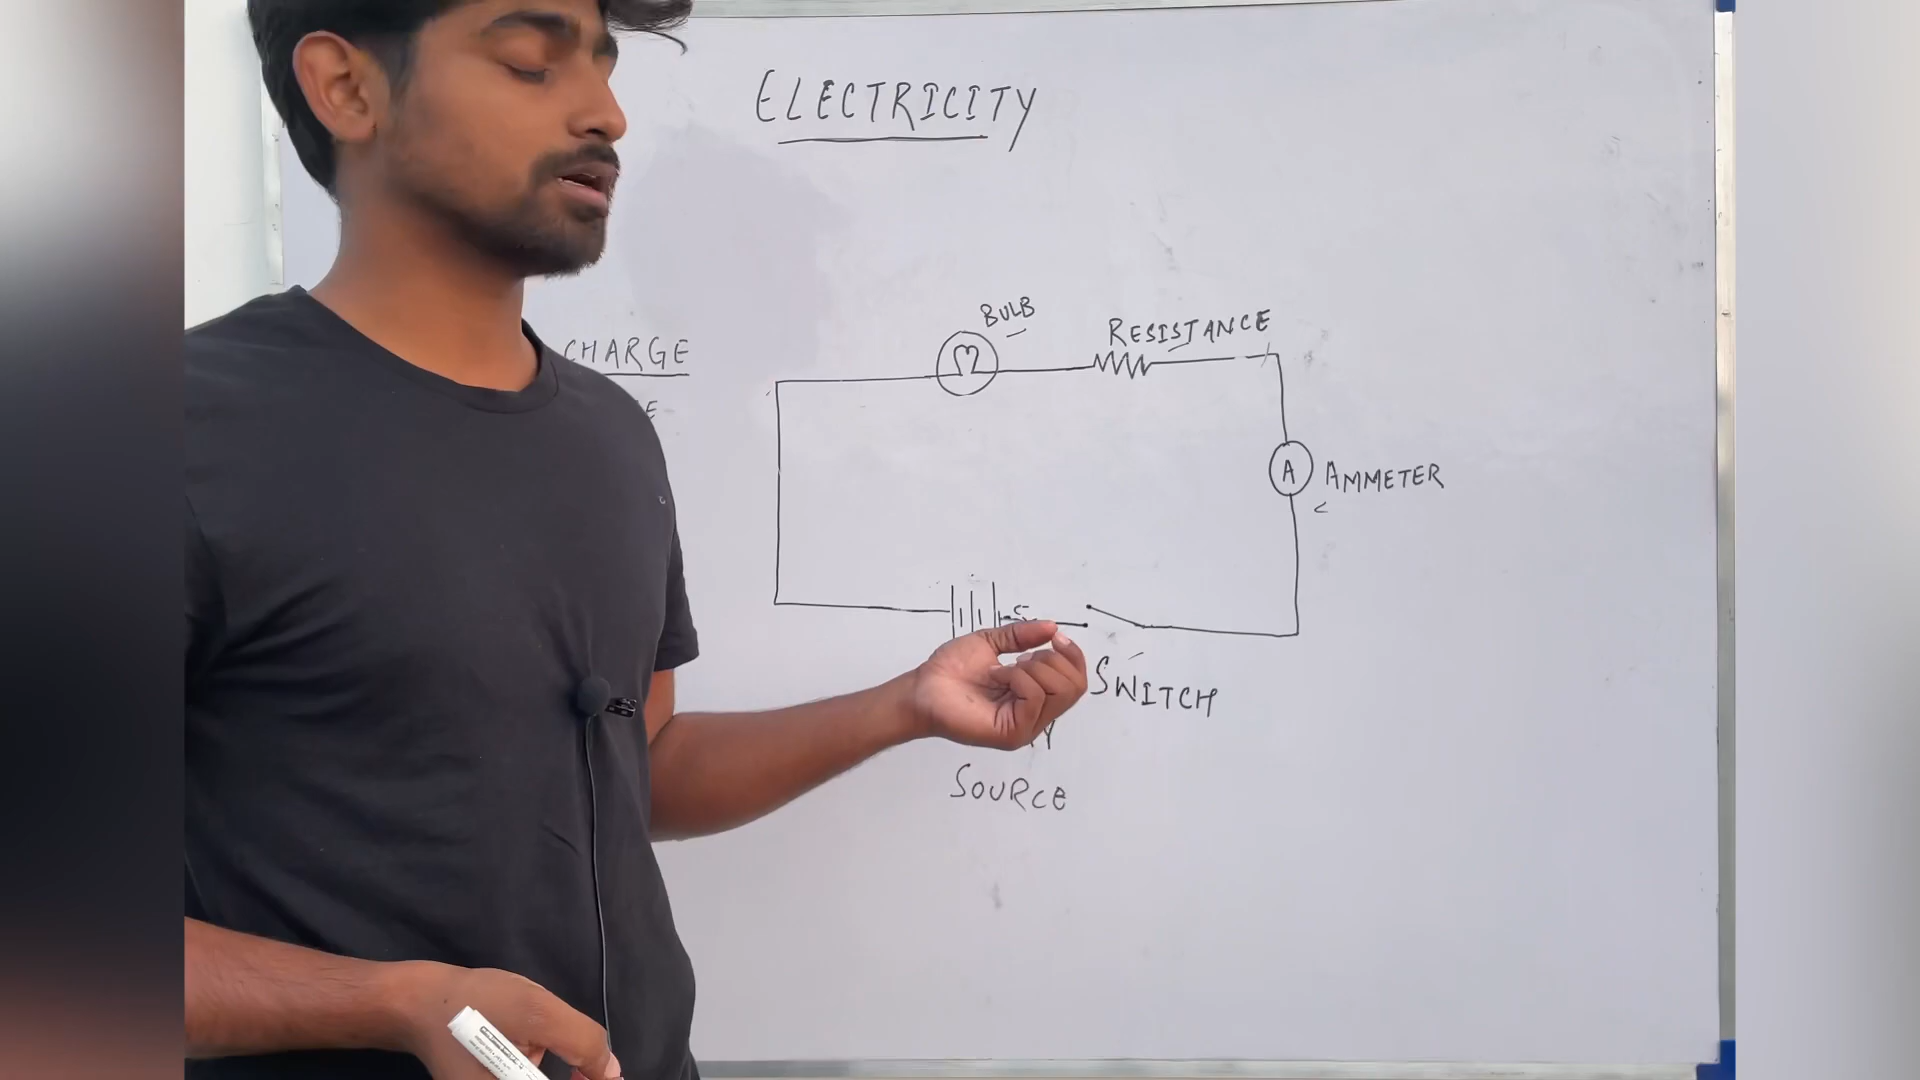 ELECTRICITY
BULB
RESISTANCE
CHARGE
A AMMETER
SWITCH
SOURCE